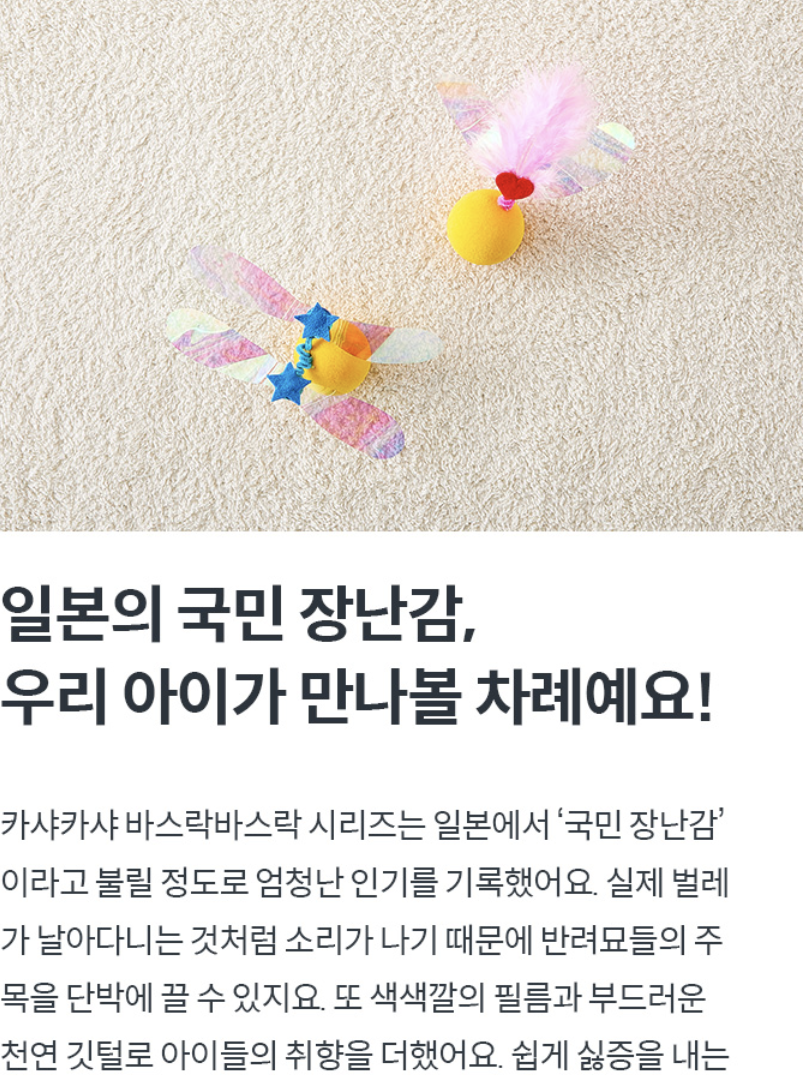 일본의 국민 장난감,
우리 아이가 만나볼 차례예요!
카샤카샤 바스락바스락 시리즈는 일본에서 ‘국민 장난감’
이라고 불릴 정도로 엄청난 인기를 기록했어요. 실제 벌레
가 날아다니는 것처럼 소리가 나기 때문에 반려묘들의 주
목을 단박에 끌 수 있지요. 또 색색깔의 필름과 부드러운
천연 깃털로 아이들의 취향을 더했어요. 쉽게 싫증을 내는